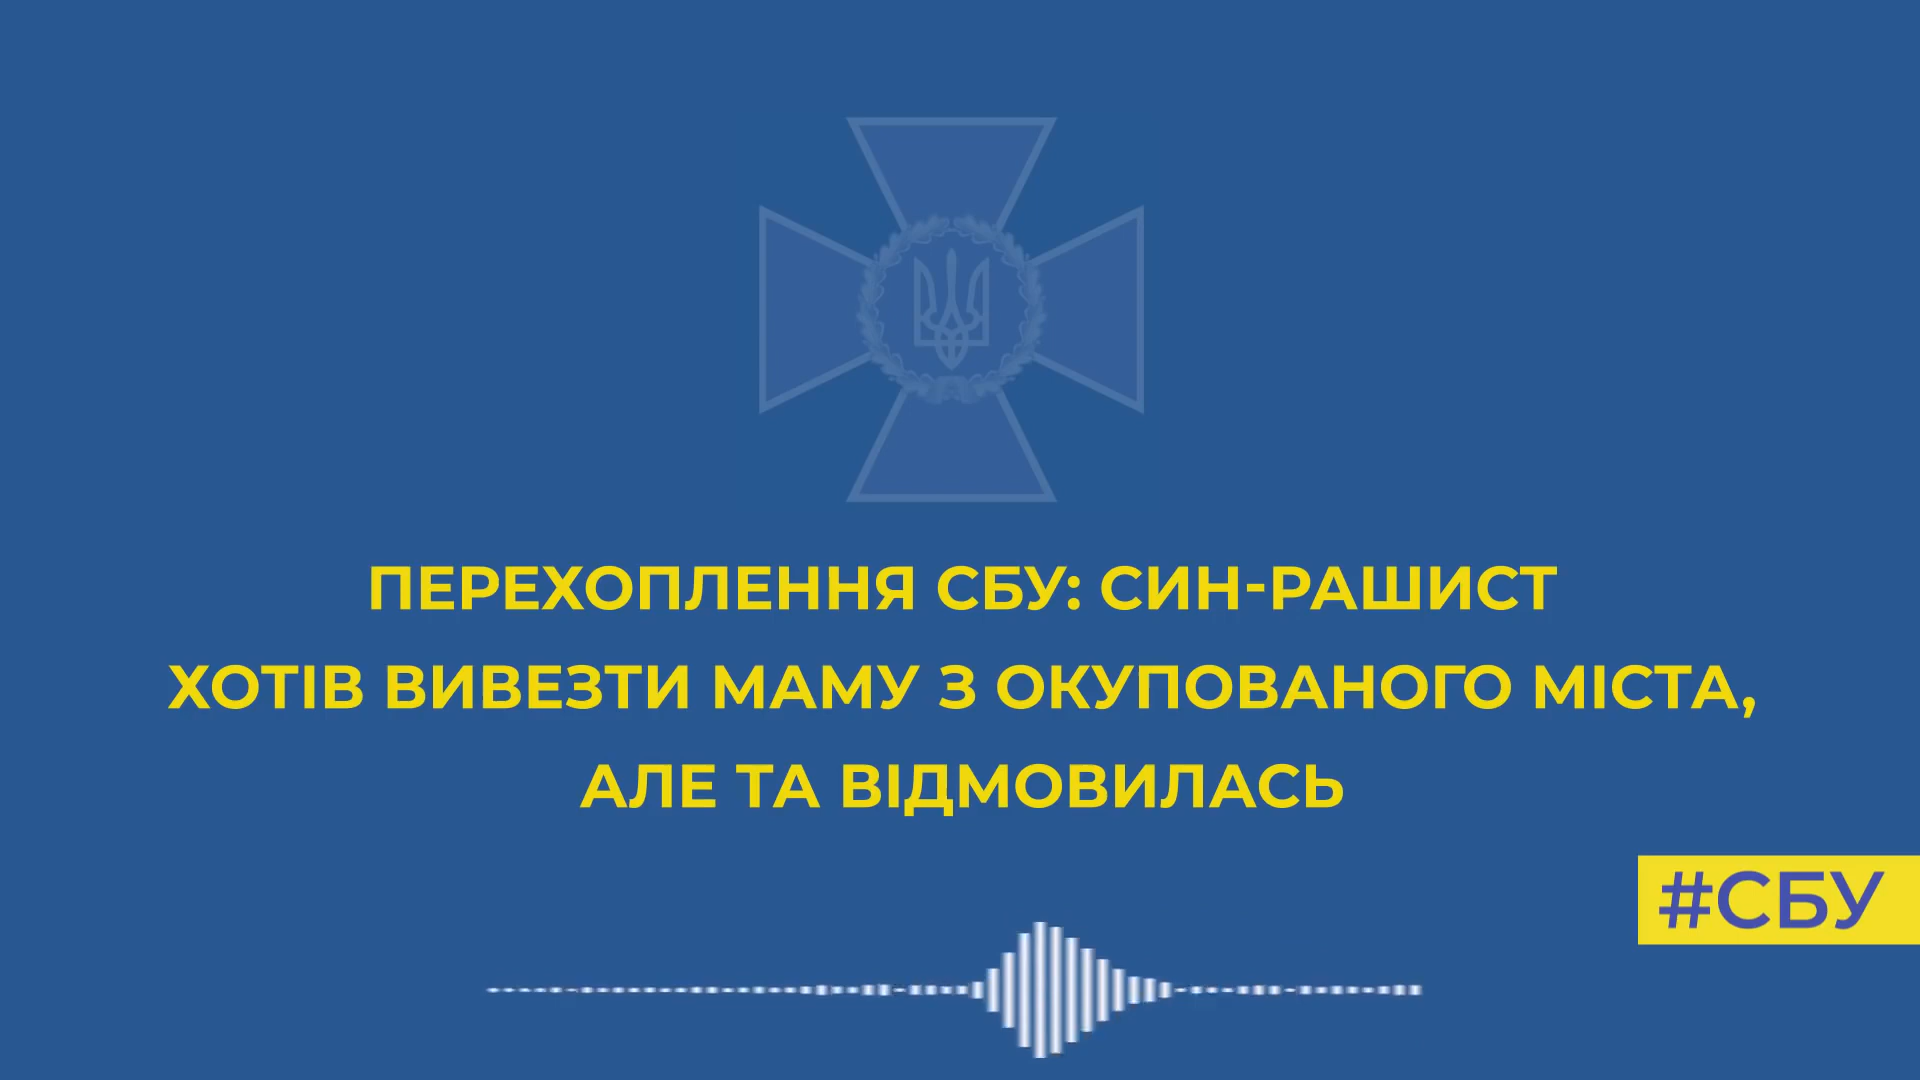 ПЕРЕХОПЛЕННЯ СБУ: СИН-РАШИСТ
ХОТІВ ВИВЕЗТИ МАМУ З ОКУПОВАНОГО МІСТА,
АЛЕ ТА ВІДМОВИЛАСЬ
#СБУ